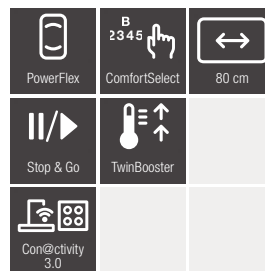 B
2345
PowerFlex
ComfortSelect
80 cm
Stop & Go
TwinBooster
Con@ctivity
3.0